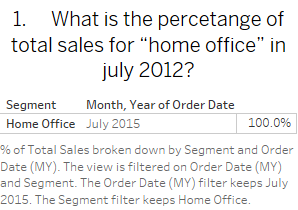 1. What is the percetange of
total sales for “home office” in
july 2012?
Segment Month, Year of Order Date
Home Office July 2015 100.0%
% of Total Sales broken down by Segment and Order
Date (MY). The view is filtered on Order Date (MY)
and Segment. The Order Date (MY) filter keeps July
2015. The Segment filter keeps Home Office.